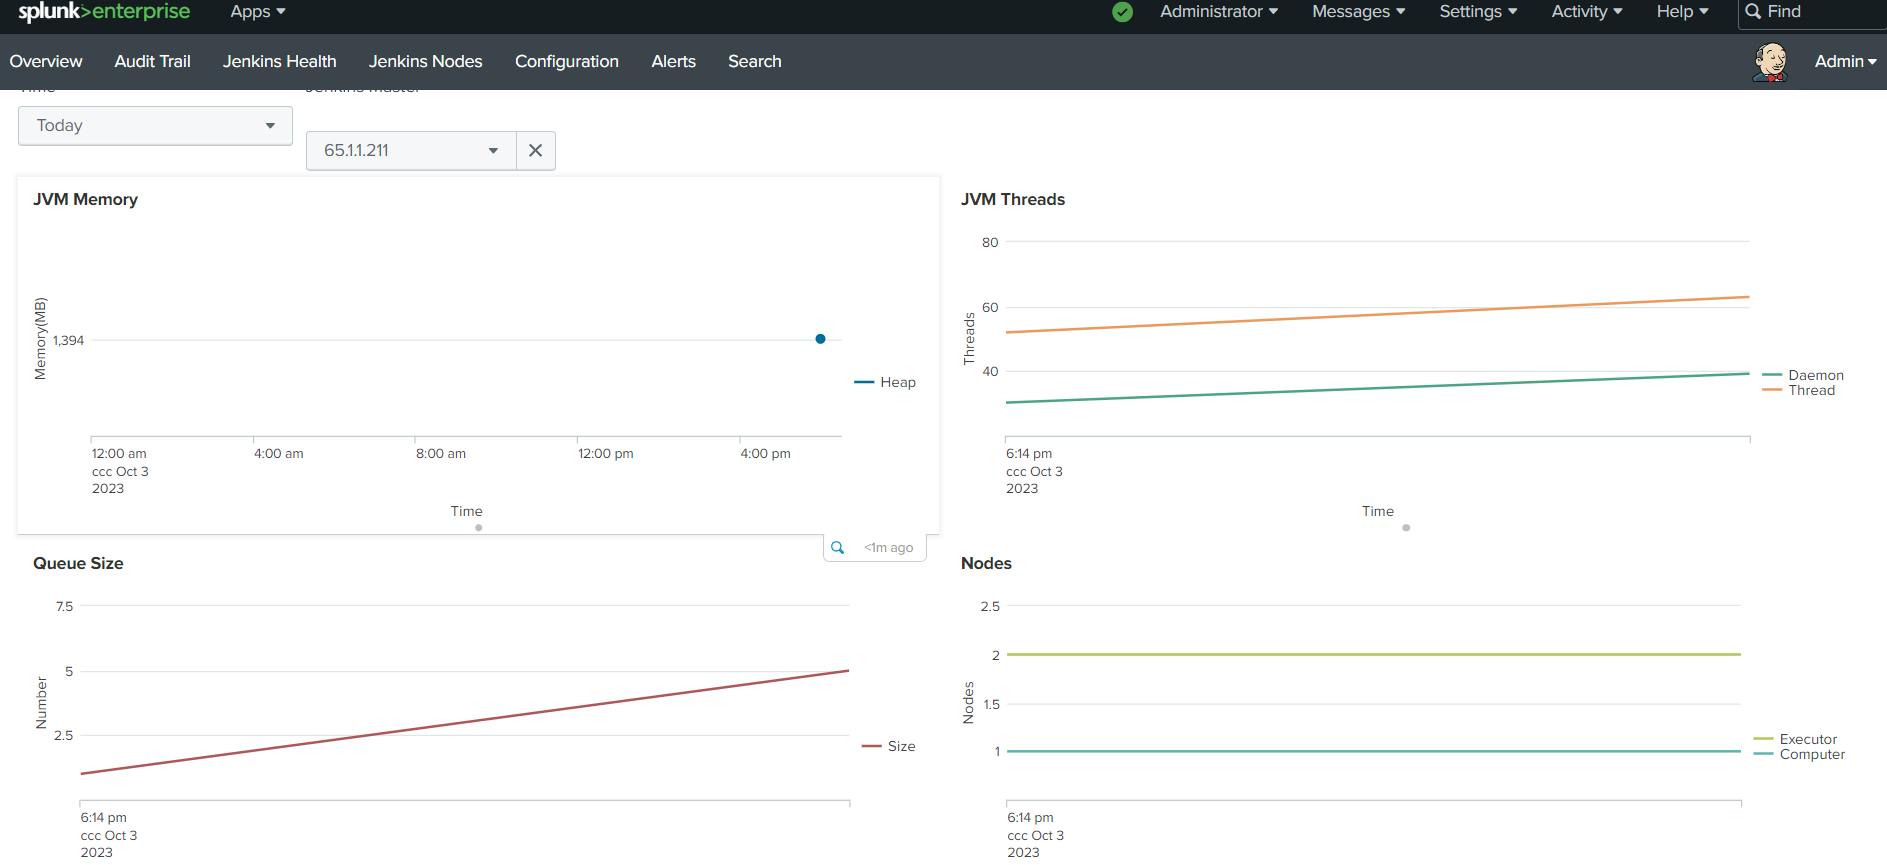 splunk>enterprise Apps Administrator Messages Settings Activity Help Find
Overview Audit Trail Jenkins Health Jenkins Nodes Configuration Alerts Search Admin
Time Jenkins Master
Today
65.1.1.211
JVM Memory
Memory(MB)
1,394
Heap
12:00 am 4:00 am 8:00 am 12:00 pm 4:00 pm
ccc Oct 3
2023
Time
<1m ago
JVM Threads
Threads
80
60
40
Daemon
Thread
6:14 pm
ccc Oct 3
2023
Time
Queue Size
Number
7.5
5
2.5
Size
6:14 pm
ccc Oct 3
2023
Nodes
Nodes
2.5
2
1.5
1
Executor
Computer
6:14 pm
ccc Oct 3
2023